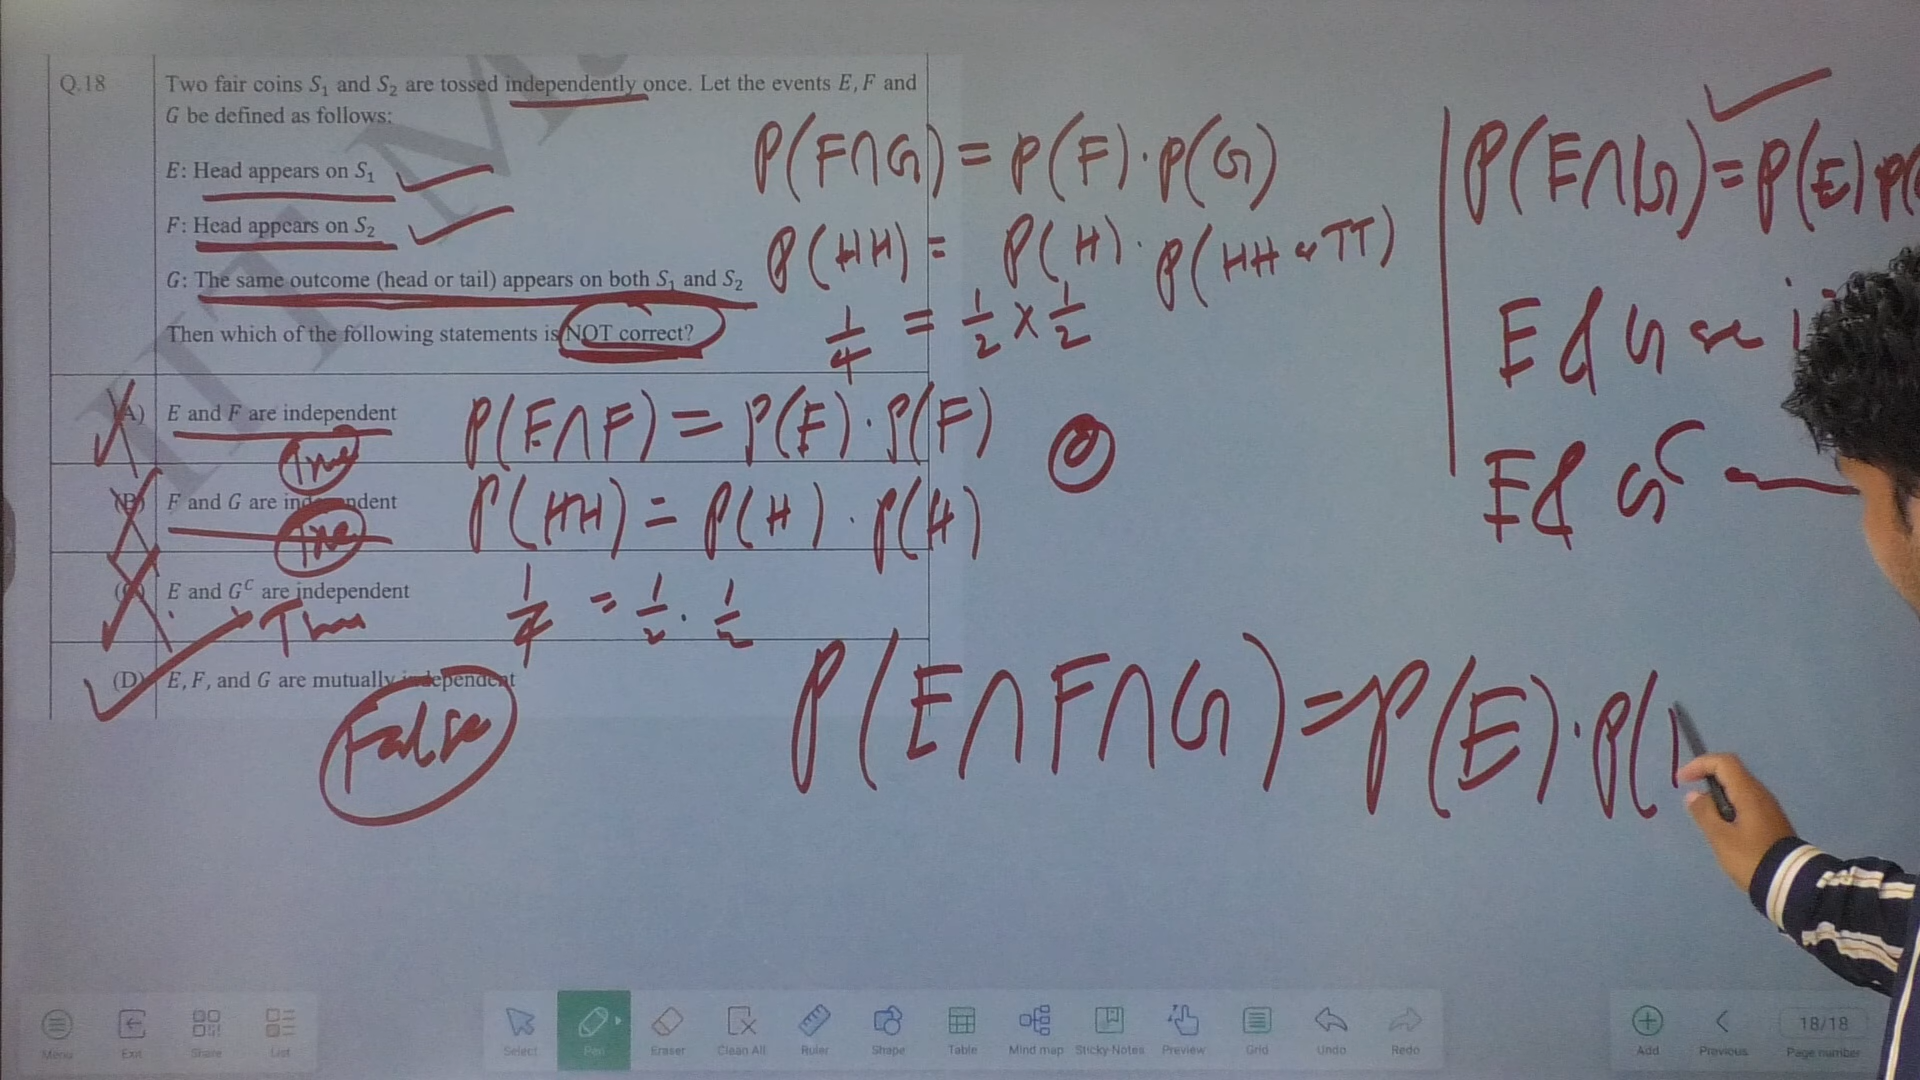 Q.18
Two fair coins S₁ and S₂ are tossed independently once. Let the events E, F and
G be defined as follows:
E: Head appears on S₁
F: Head appears on S₂
G: The same outcome (head or tail) appears on both S₁ and S₂
Then which of the following statements is NOT correct?
P(F∩G) = P(F)·P(G)
P(HH) = P(H)·P(HH or TT)
1/4 = 1/2 × 1/2
(A) E and F are independent
True
P(E∩F) = P(E)·P(F)
(B) F and G are independent
True
P(HH) = P(H)·P(H)
(C) E and Gᶜ are independent
True
1/4 = 1/2 · 1/2
(D) E, F, and G are mutually independent
False
P(E∩G) = P(E) P(
E & G are
E & Gᶜ
P(E∩F∩G) = P(E)·P(
IIT
Menu
Exit
Share
List
Select
Pen
Eraser
Clean All
Ruler
Shape
Table
Mind map
Sticky Notes
Preview
Grid
Undo
Redo
Add
Previous
18/18
Page number